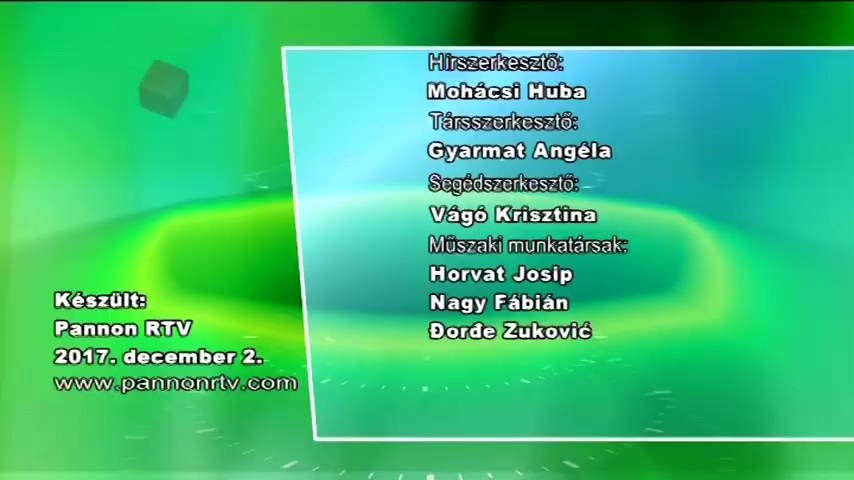 Hírszerkesztő:
Mohácsi Huba
Társszerkesztő:
Gyarmat Angéla
Segédszerkesztő:
Vágó Krisztina
Műszaki munkatársak:
Horvat Josip
Nagy Fábián
Đorđe Zuković
Készült:
Pannon RTV
2017. december 2.
www.pannonrtv.com